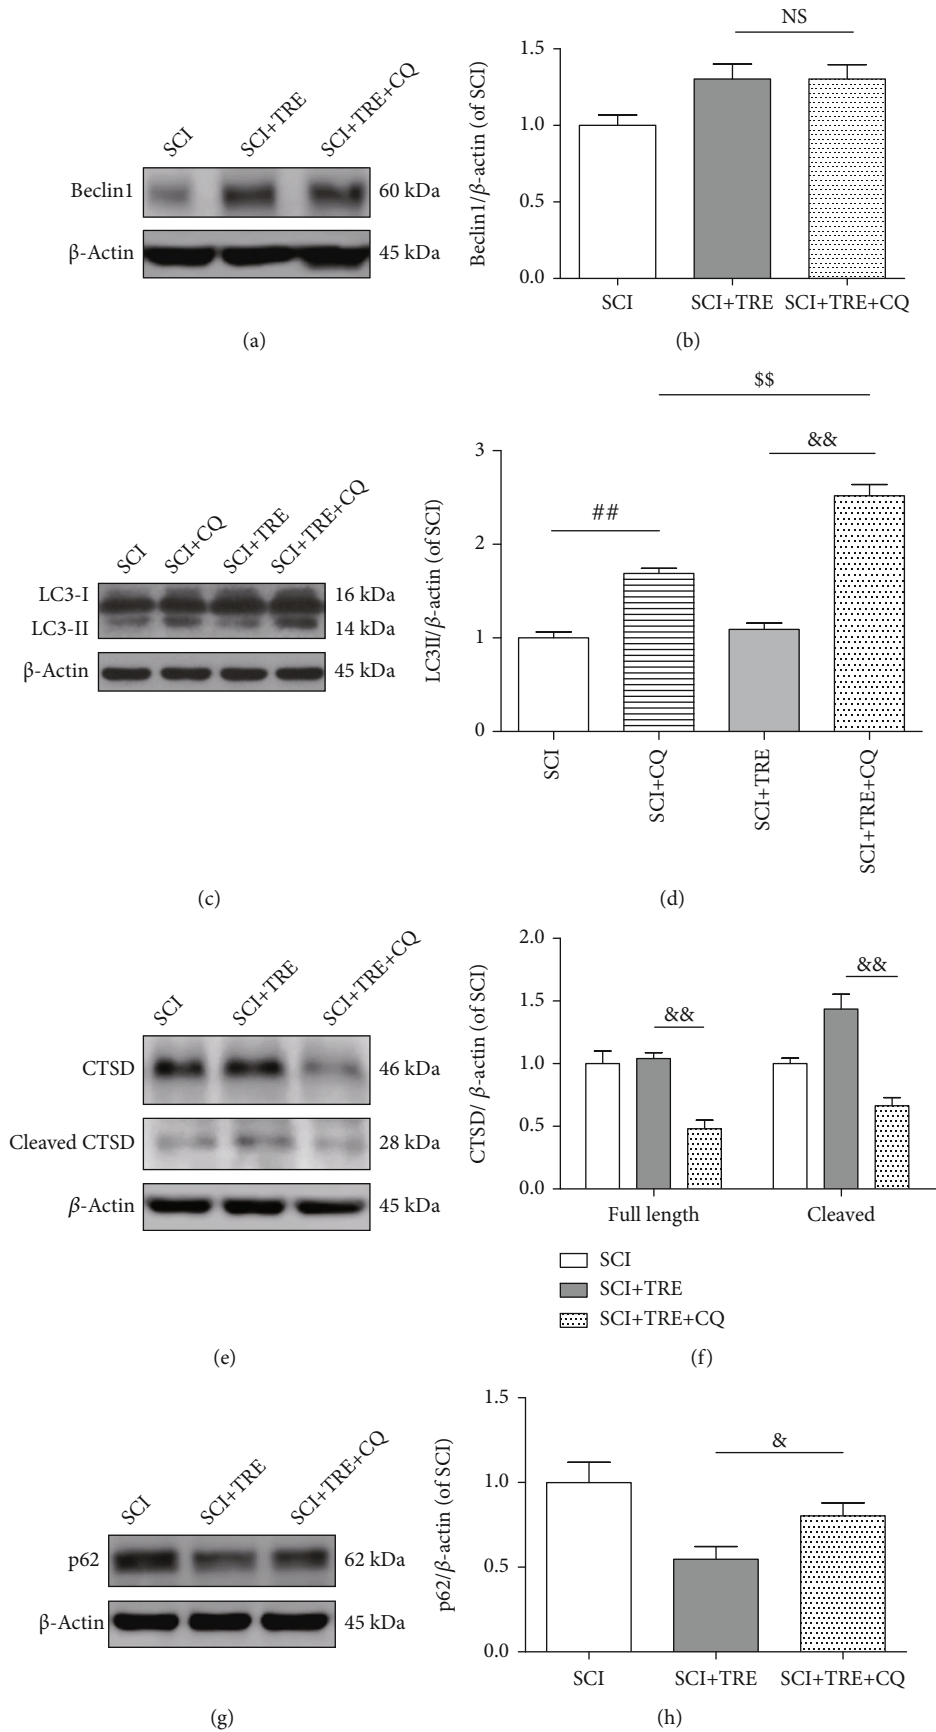 SCI
SCI+TRE
SCI+TRE+CQ
Beclin1
60 kDa
β-Actin
45 kDa
(a)
NS
Beclin1/β-actin (of SCI)
1.5
1.0
0.5
0.0
SCI
SCI+TRE
SCI+TRE+CQ
(b)
SCI
SCI+CQ
SCI+TRE
SCI+TRE+CQ
LC3-I
16 kDa
LC3-II
14 kDa
β-Actin
45 kDa
(c)
$$
&&
##
LC3II/β-actin (of SCI)
3
2
1
0
SCI
SCI+CQ
SCI+TRE
SCI+TRE+CQ
(d)
SCI
SCI+TRE
SCI+TRE+CQ
CTSD
46 kDa
Cleaved CTSD
28 kDa
β-Actin
45 kDa
(e)
CTSD/ β-actin (of SCI)
2.0
1.5
1.0
0.5
0.0
&&
&&
Full length
Cleaved
SCI
SCI+TRE
SCI+TRE+CQ
(f)
SCI
SCI+TRE
SCI+TRE+CQ
p62
62 kDa
β-Actin
45 kDa
(g)
p62/β-actin (of SCI)
1.5
1.0
0.5
0.0
&
SCI
SCI+TRE
SCI+TRE+CQ
(h)